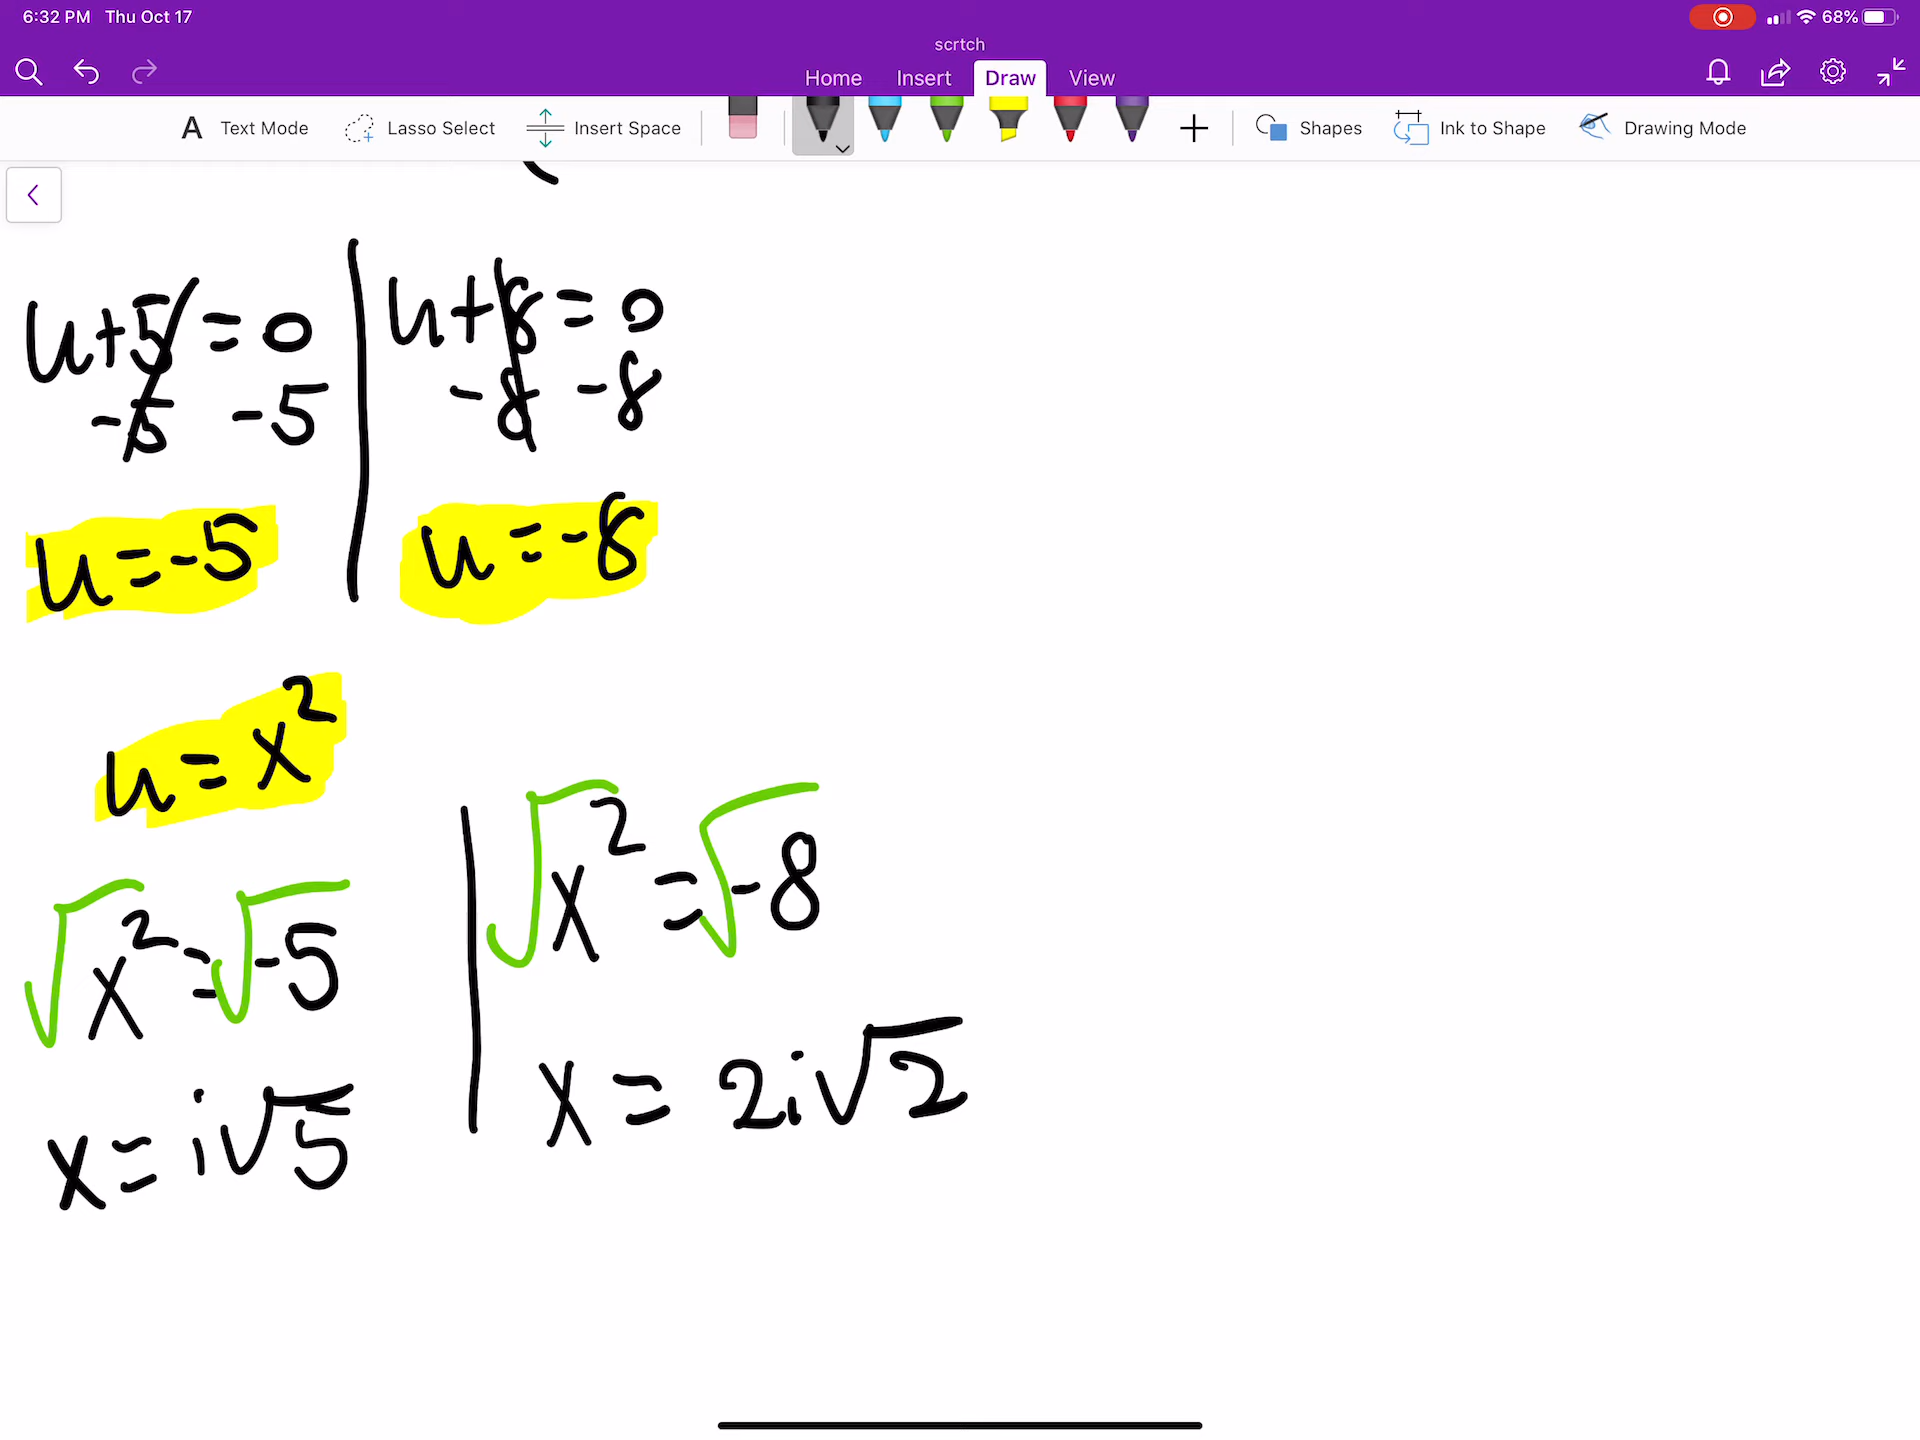 6:32 PM Thu Oct 17
68%
scrtch
Home Insert Draw View
Text Mode Lasso Select Insert Space Shapes Ink to Shape Drawing Mode
u+5=0
-5 -5
u=-5
u+8=0
-8 -8
u=-8
u=x²
√x²=√-5
x=i√5
√x²=√-8
x=2i√2